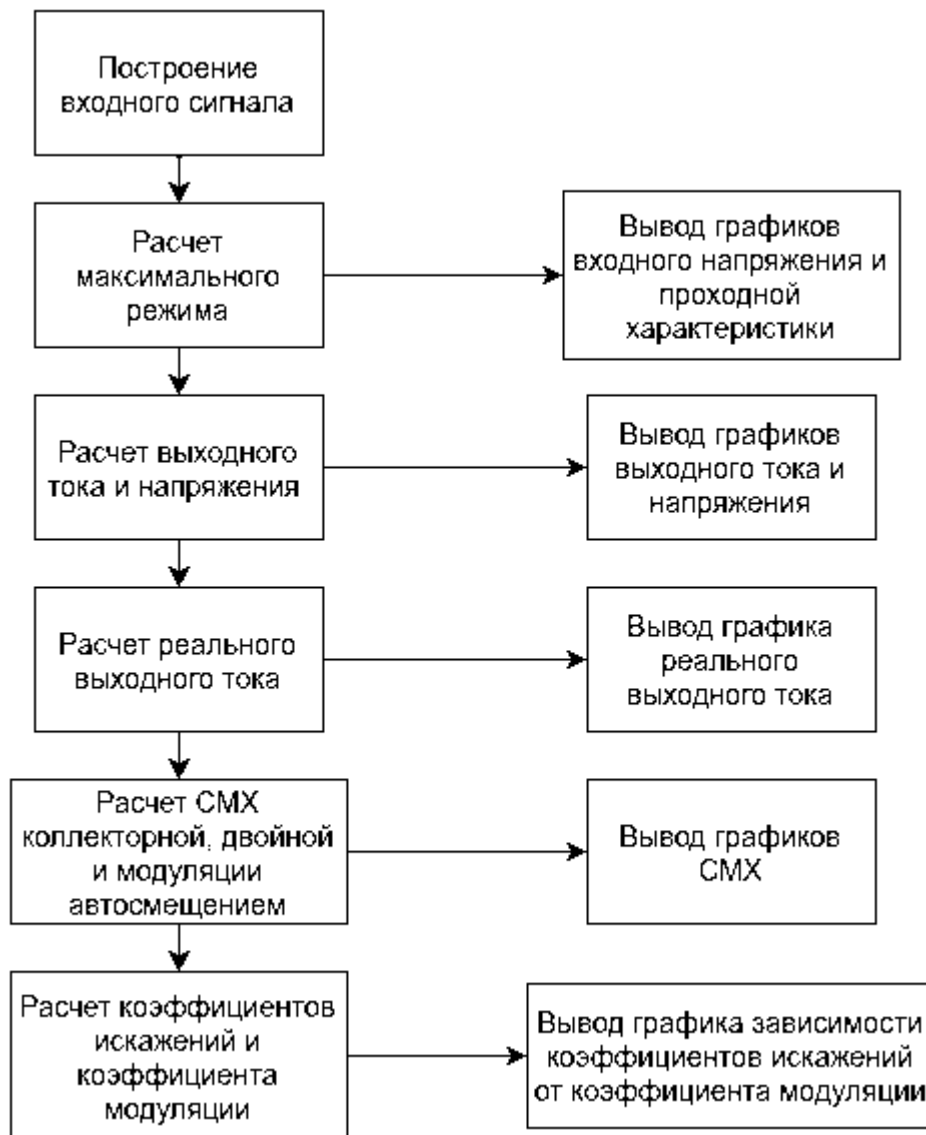 Построение
входного сигнала
Расчет
максимального
режима
Вывод графиков
входного напряжения и
проходной
характеристики
Расчет выходного
тока и напряжения
Вывод графиков
выходного тока и
напряжения
Расчет реального
выходного тока
Вывод графика
реального
выходного тока
Расчет СМХ
коллекторной, двойной
и модуляции
автосмещением
Вывод графиков
СМХ
Расчет коэффициентов
искажений и
коэффициента
модуляции
Вывод графика зависимости
коэффициентов искажений
от коэффициента модуляции